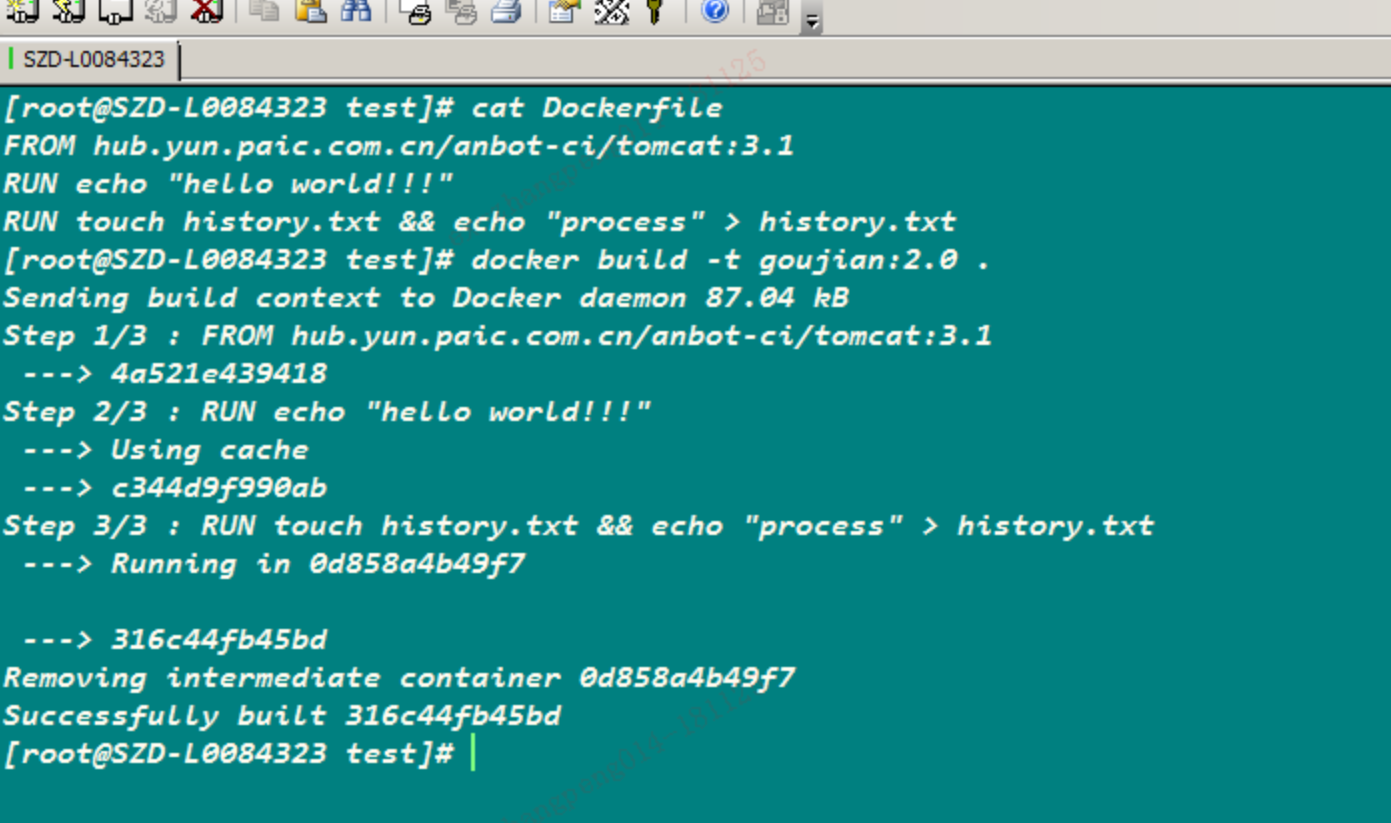 SZD-L0084323
[root@SZD-L0084323 test]# cat Dockerfile
FROM hub.yun.paic.com.cn/anbot-ci/tomcat:3.1
RUN echo "hello world!!!"
RUN touch history.txt && echo "process" > history.txt
[root@SZD-L0084323 test]# docker build -t goujian:2.0 .
Sending build context to Docker daemon 87.04 kB
Step 1/3 : FROM hub.yun.paic.com.cn/anbot-ci/tomcat:3.1
---> 4a521e439418
Step 2/3 : RUN echo "hello world!!!"
---> Using cache
---> c344d9f990ab
Step 3/3 : RUN touch history.txt && echo "process" > history.txt
---> Running in 0d858a4b49f7
---> 316c44fb45bd
Removing intermediate container 0d858a4b49f7
Successfully built 316c44fb45bd
[root@SZD-L0084323 test]#